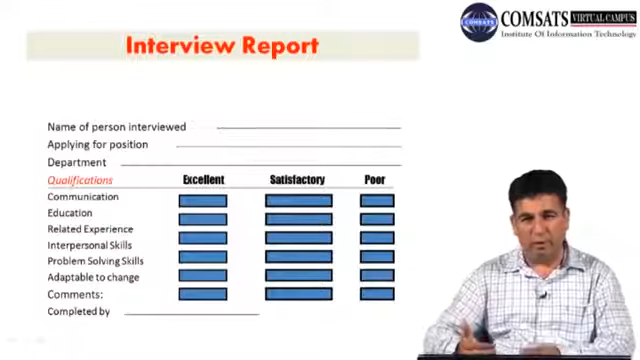 COMSATS VIRTUAL CAMPUS
Institute Of Information Technology
COMSATS
Interview Report
Name of person interviewed
Applying for position
Department
Qualifications Excellent Satisfactory Poor
Communication
Education
Related Experience
Interpersonal Skills
Problem Solving Skills
Adaptable to change
Comments:
Completed by